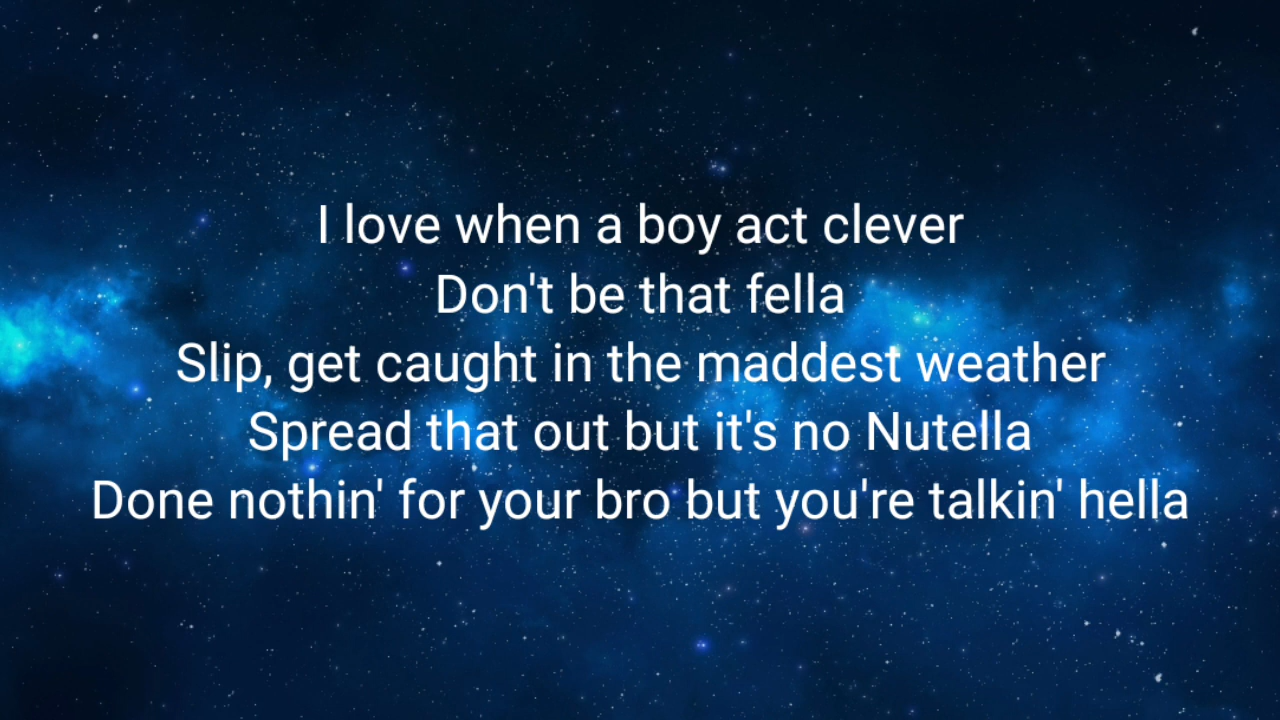 I love when a boy act clever
Don't be that fella
Slip, get caught in the maddest weather
Spread that out but it's no Nutella
Done nothin' for your bro but you're talkin' hella